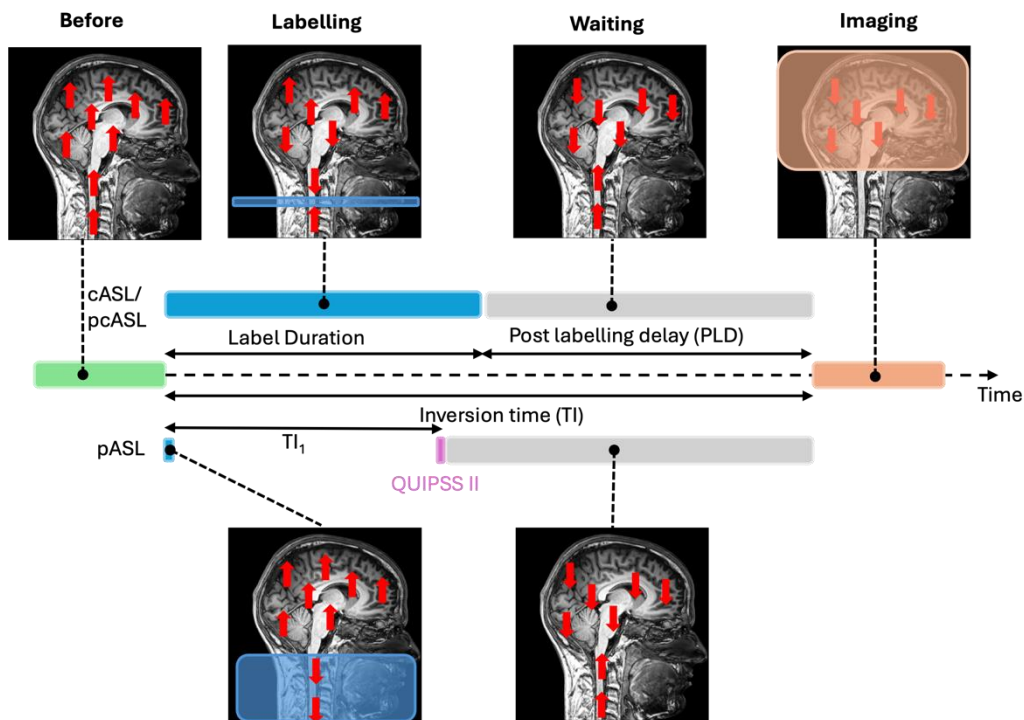 Before
Labelling
Waiting
Imaging
cASL/
pcASL
Label Duration
Post labelling delay (PLD)
Time
Inversion time (TI)
TI₁
pASL
QUIPSS II